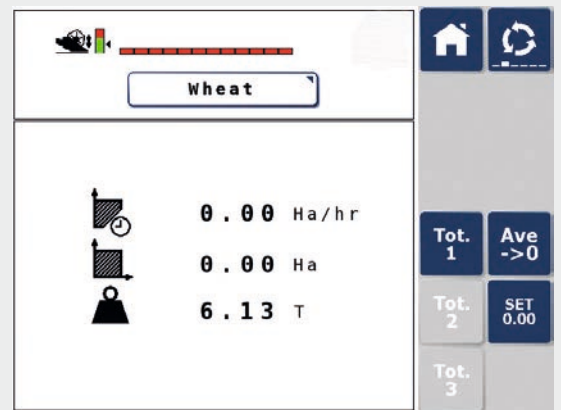 Wheat
0.00 Ha/hr
0.00 Ha
6.13 T
Tot.
1
Ave
->0
Tot.
2
SET
0.00
Tot.
3